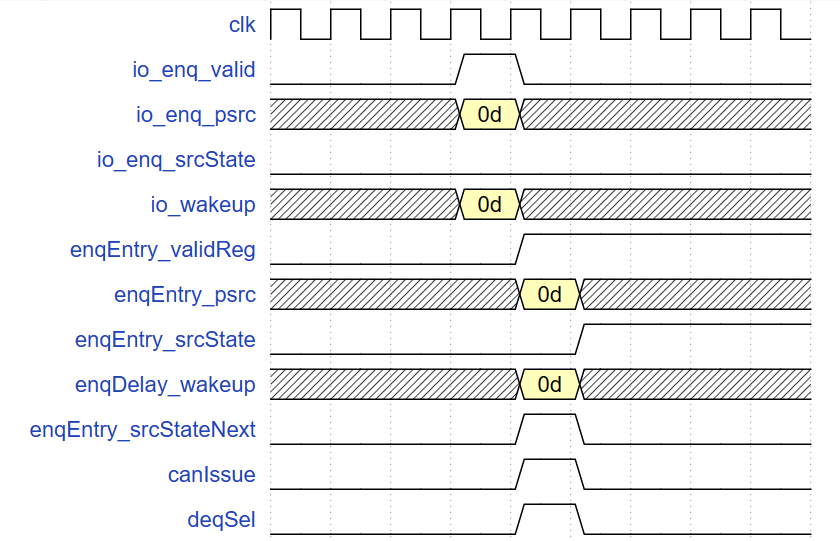 clk
io_enq_valid
io_enq_psrc 0d
io_enq_srcState
io_wakeup 0d
enqEntry_validReg
enqEntry_psrc 0d
enqEntry_srcState
enqDelay_wakeup 0d
enqEntry_srcStateNext
canIssue
deqSel